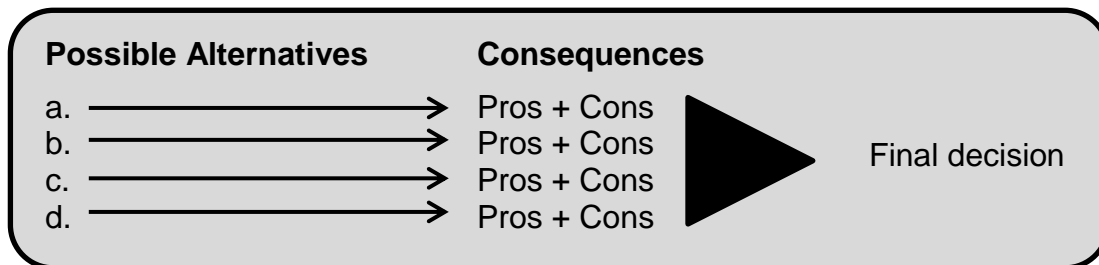 Possible Alternatives Consequences
a. Pros + Cons
b. Pros + Cons
c. Pros + Cons
d. Pros + Cons
Final decision